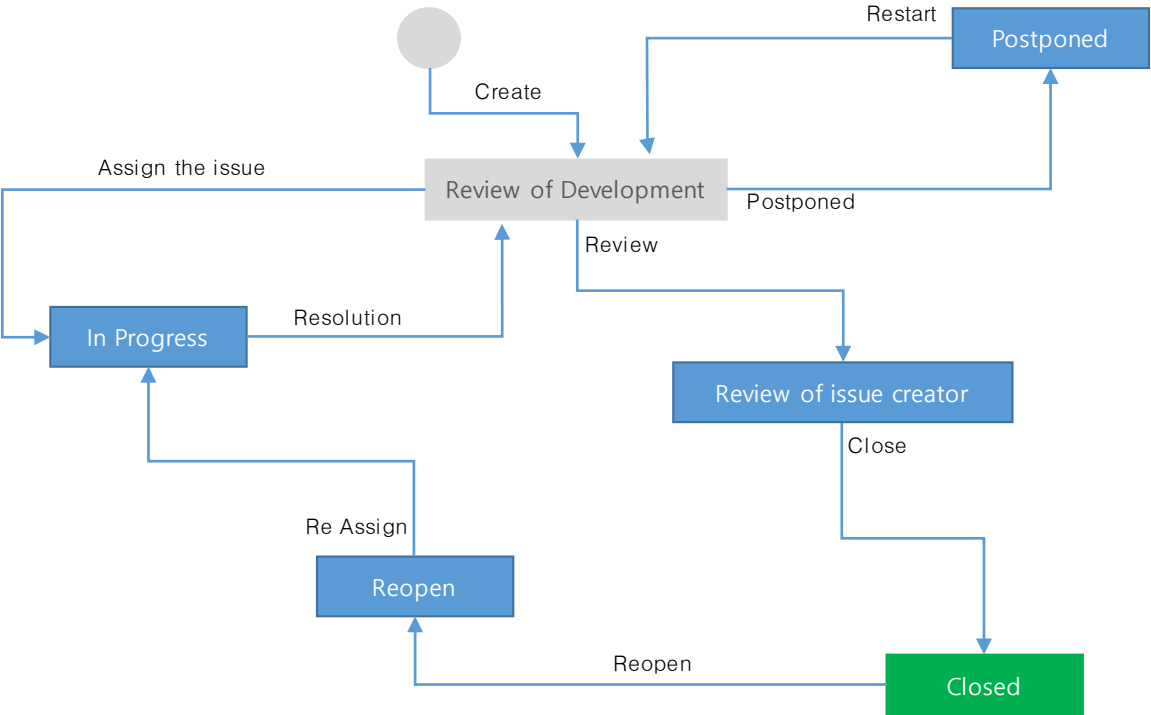 Restart
Postponed
Create
Assign the issue
Review of Development
Postponed
Review
Resolution
In Progress
Review of issue creator
Close
Re Assign
Reopen
Reopen
Closed